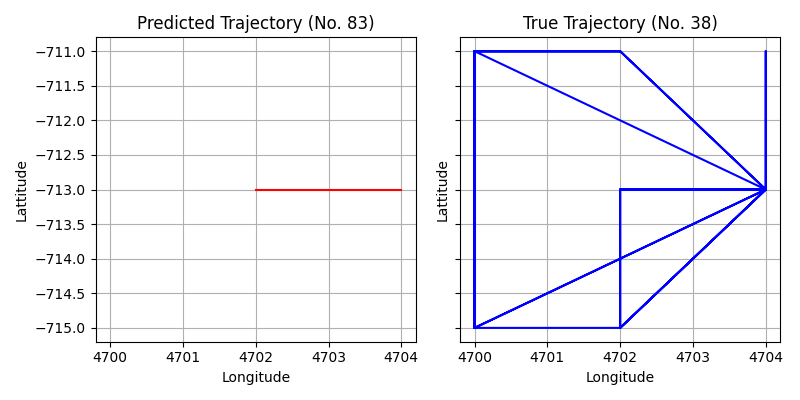 Predicted Trajectory (No. 83)
−711.0
−711.5
−712.0
−712.5
−713.0
−713.5
−714.0
−714.5
−715.0
Lattitude
4700 4701 4702 4703 4704
Longitude
True Trajectory (No. 38)
Lattitude
4700 4701 4702 4703 4704
Longitude